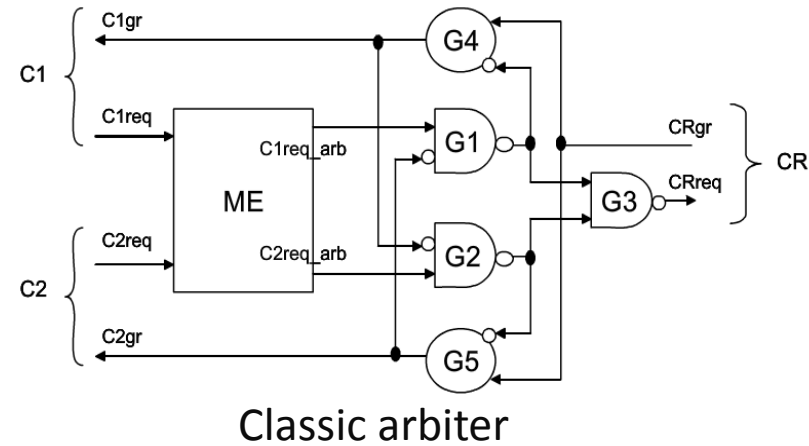 C1gr
G4
C1
C1req
CRgr
C1req_arb
G1
CR
CRreq
ME
G3
C2req
C2req_arb
G2
C2
C2gr
G5
Classic arbiter